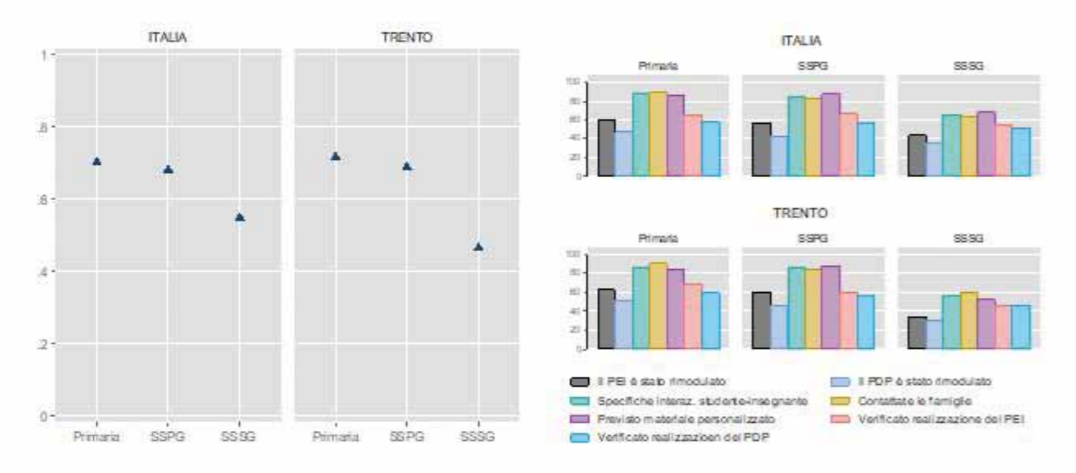 ITALIA TRENTO
1
.8
.6
.4
.2
0
Primaria SSPG SSSG Primaria SSPG SSSG
ITALIA
Primaria SSPG SSSG
100
80
60
40
20
0
TRENTO
Primaria SSPG SSSG
100
80
60
40
20
0
Il PEI è stato rimodulato Il PDP è stato rimodulato
Specifiche interaz. studente-insegnante Contattate le famiglie
Previsto materiale personalizzato Verificato realizzazione del PEI
Verificato realizzazioen del PDP